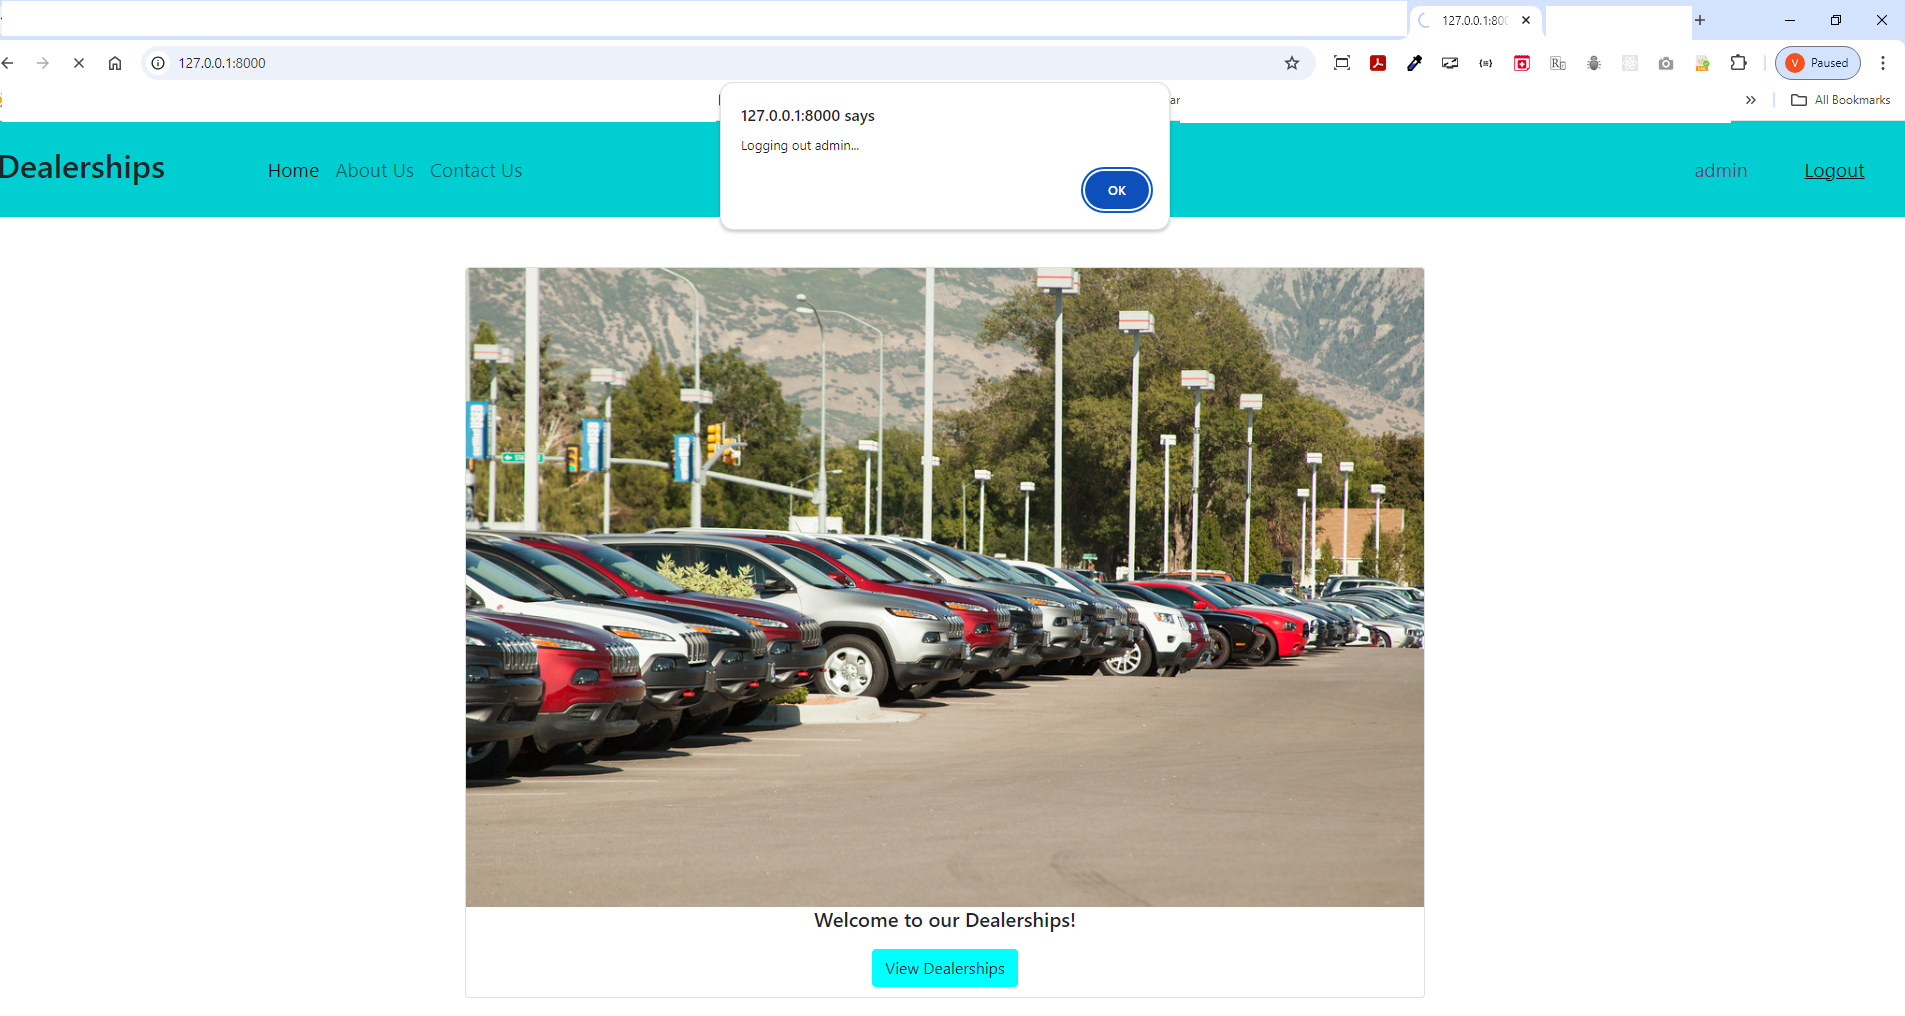 127.0.0.1:800
127.0.0.1:8000
V Paused
ar
All Bookmarks
127.0.0.1:8000 says
Logging out admin...
OK
Dealerships
Home About Us Contact Us
admin Logout
Welcome to our Dealerships!
View Dealerships